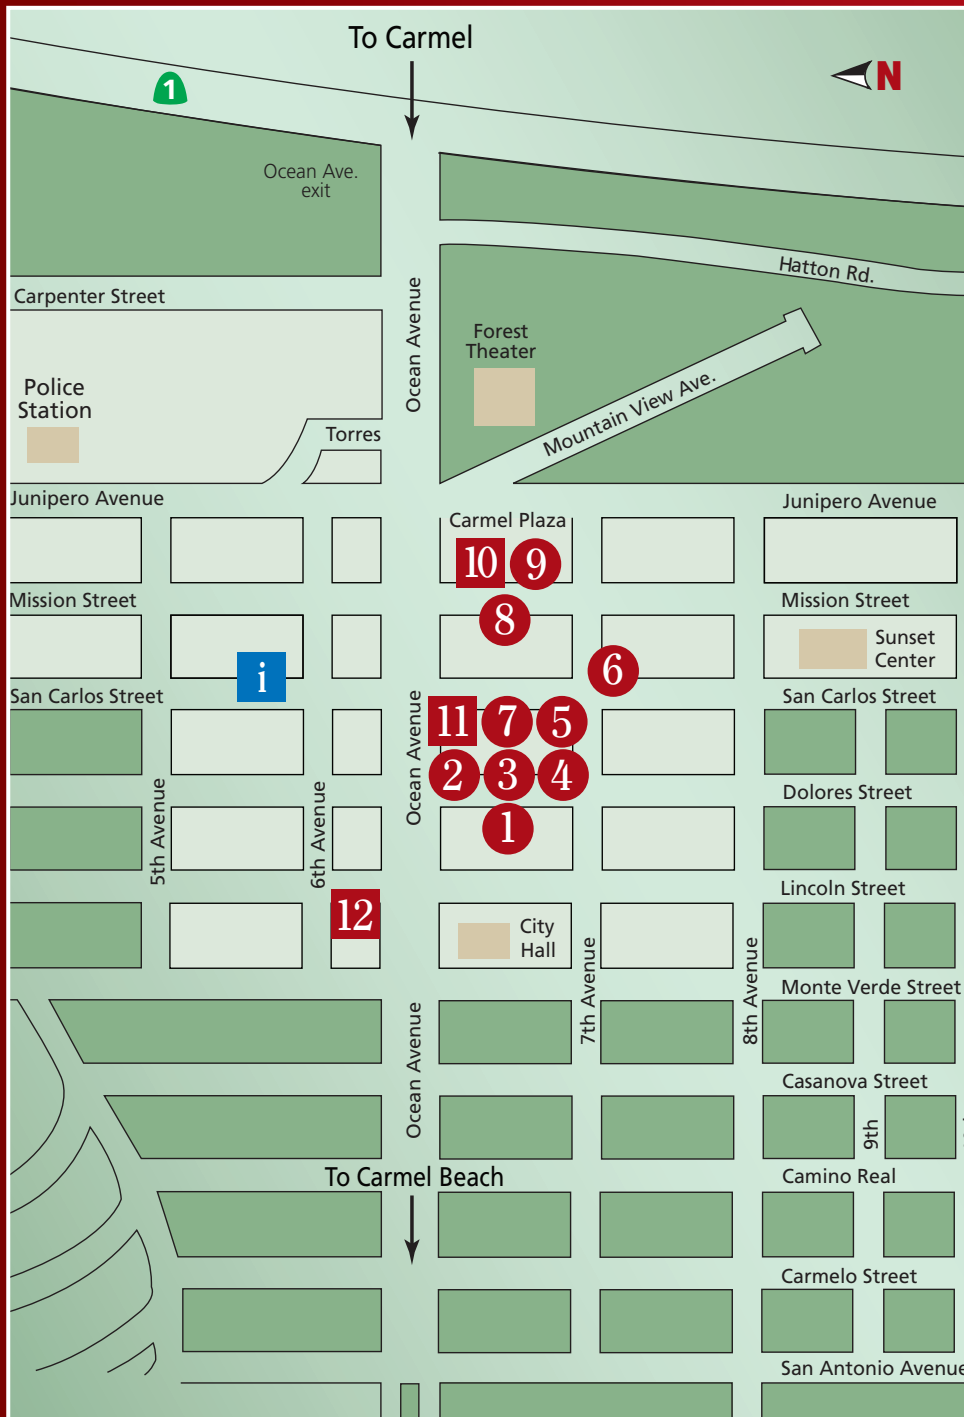 To Carmel
1
N
Ocean Ave.
exit
Hatton Rd.
Carpenter Street
Ocean Avenue
Forest
Theater
Police
Station
Mountain View Ave.
Torres
Junipero Avenue
Junipero Avenue
Carmel Plaza
10
9
Mission Street
Mission Street
8
Sunset
Center
i
6
San Carlos Street
San Carlos Street
Ocean Avenue
11
7
5
2
3
4
5th Avenue
6th Avenue
Dolores Street
1
Lincoln Street
12
City
Hall
7th Avenue
8th Avenue
Monte Verde Street
Ocean Avenue
Casanova Street
9th
To Carmel Beach
Camino Real
Carmelo Street
San Antonio Avenue